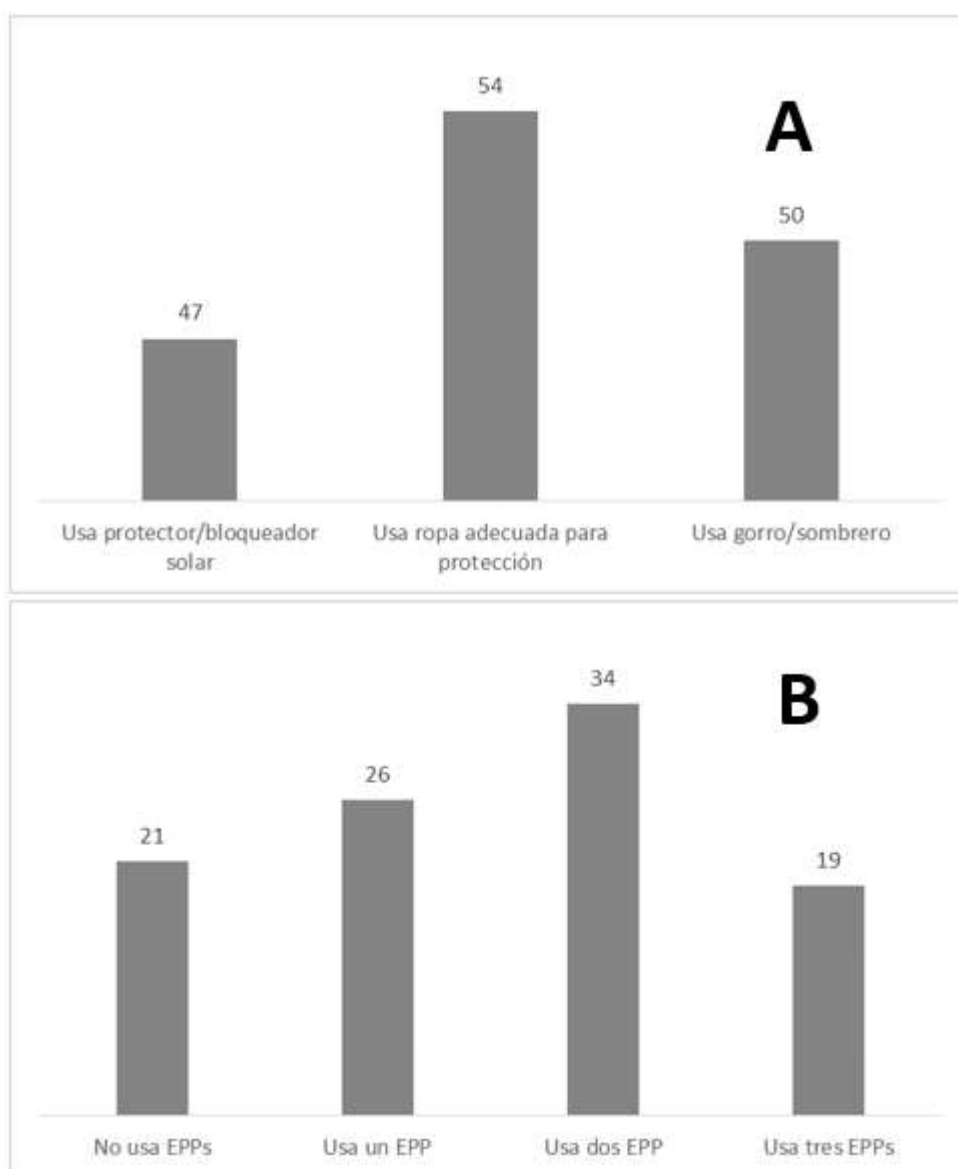 54
A
50
47
Usa protector/bloqueador
solar
Usa ropa adecuada para
protección
Usa gorro/sombrero
34
B
26
21
19
No usa EPPs
Usa un EPP
Usa dos EPP
Usa tres EPPs